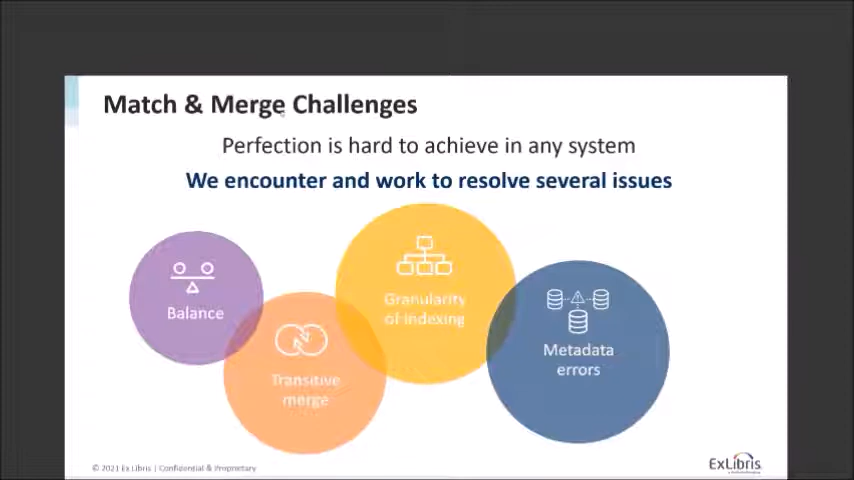 Match & Merge Challenges
Perfection is hard to achieve in any system
We encounter and work to resolve several issues
Balance
Transitive
merge
Granularity
of indexing
Metadata
errors
© 2021 Ex Libris | Confidential & Proprietary
ExLibris